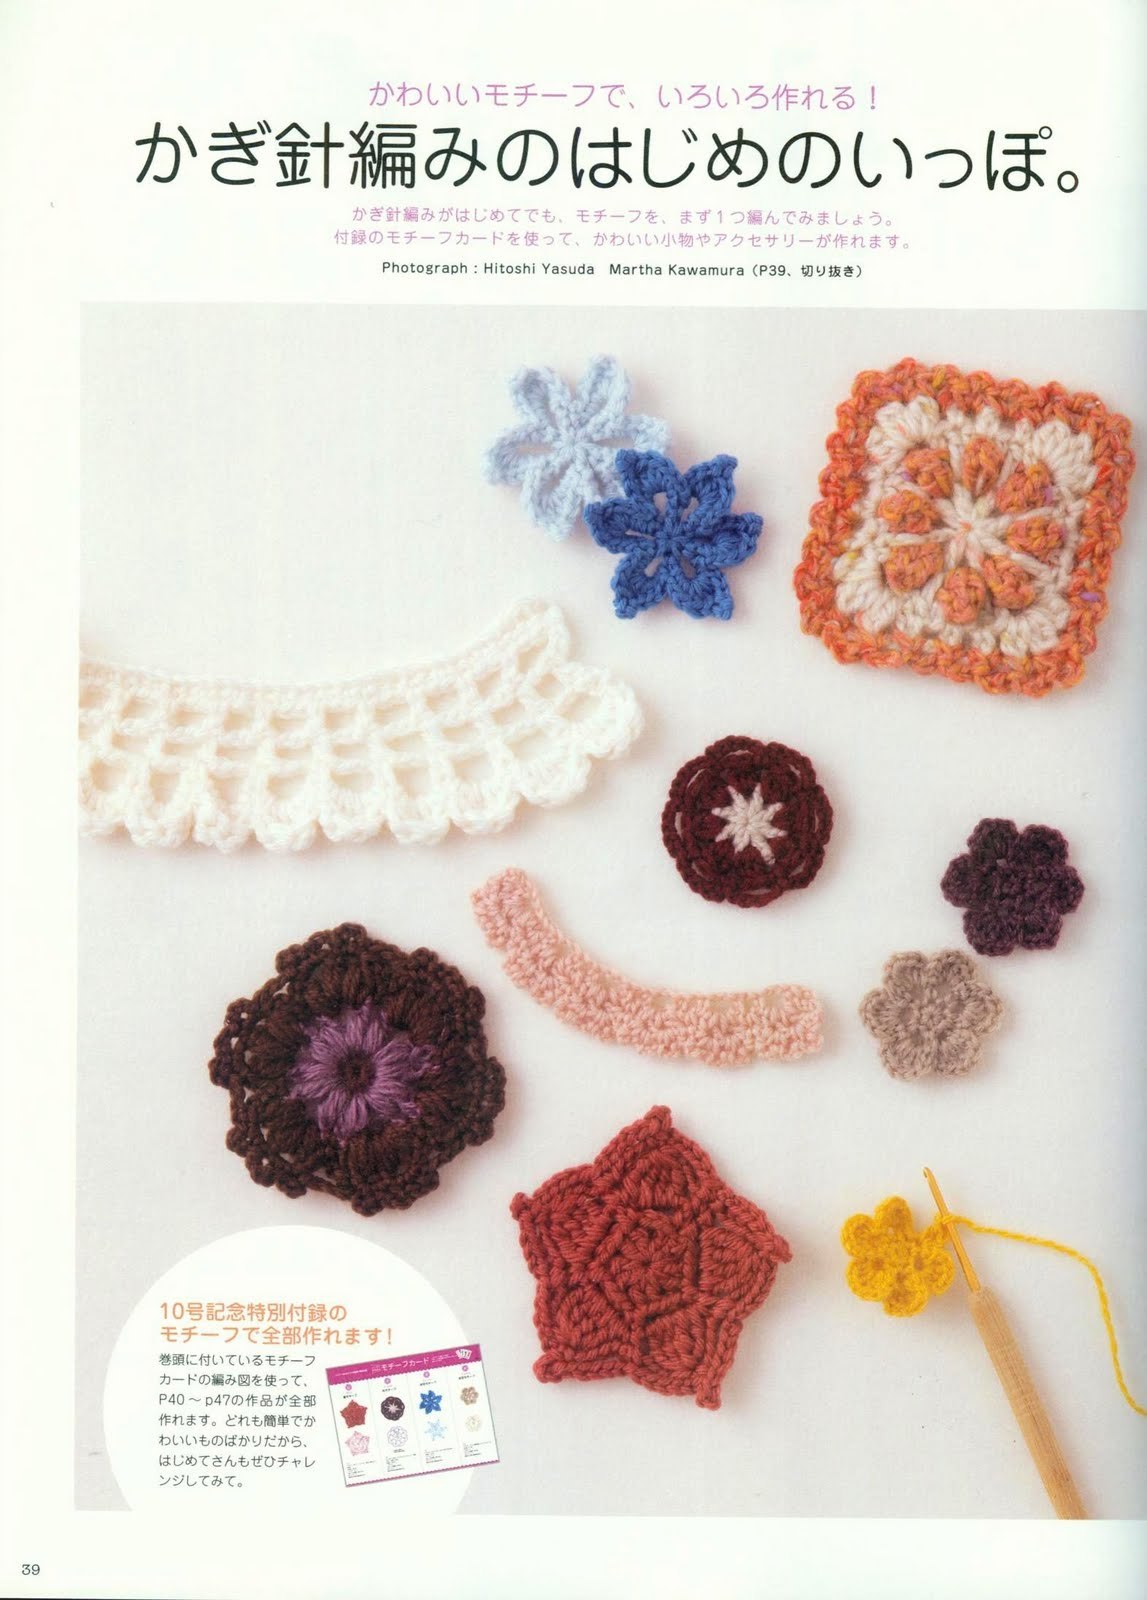 かわいいモチーフで、いろいろ作れる！
かぎ針編みのはじめのいっぽ。
かぎ針編みがはじめてでも、モチーフを、まず1つ編んでみましょう。
付録のモチーフカードを使って、かわいい小物やアクセサリーが作れます。
Photograph : Hitoshi Yasuda　Martha Kawamura（P39、切り抜き）
10号記念特別付録の
モチーフで全部作れます！
巻頭に付いているモチーフ
カードの編み図を使って、
P40〜p47の作品が全部
作れます。どれも簡単でか
わいいものばかりだから、
はじめてさんもぜひチャレ
ンジしてみて。
モチーフカード
39